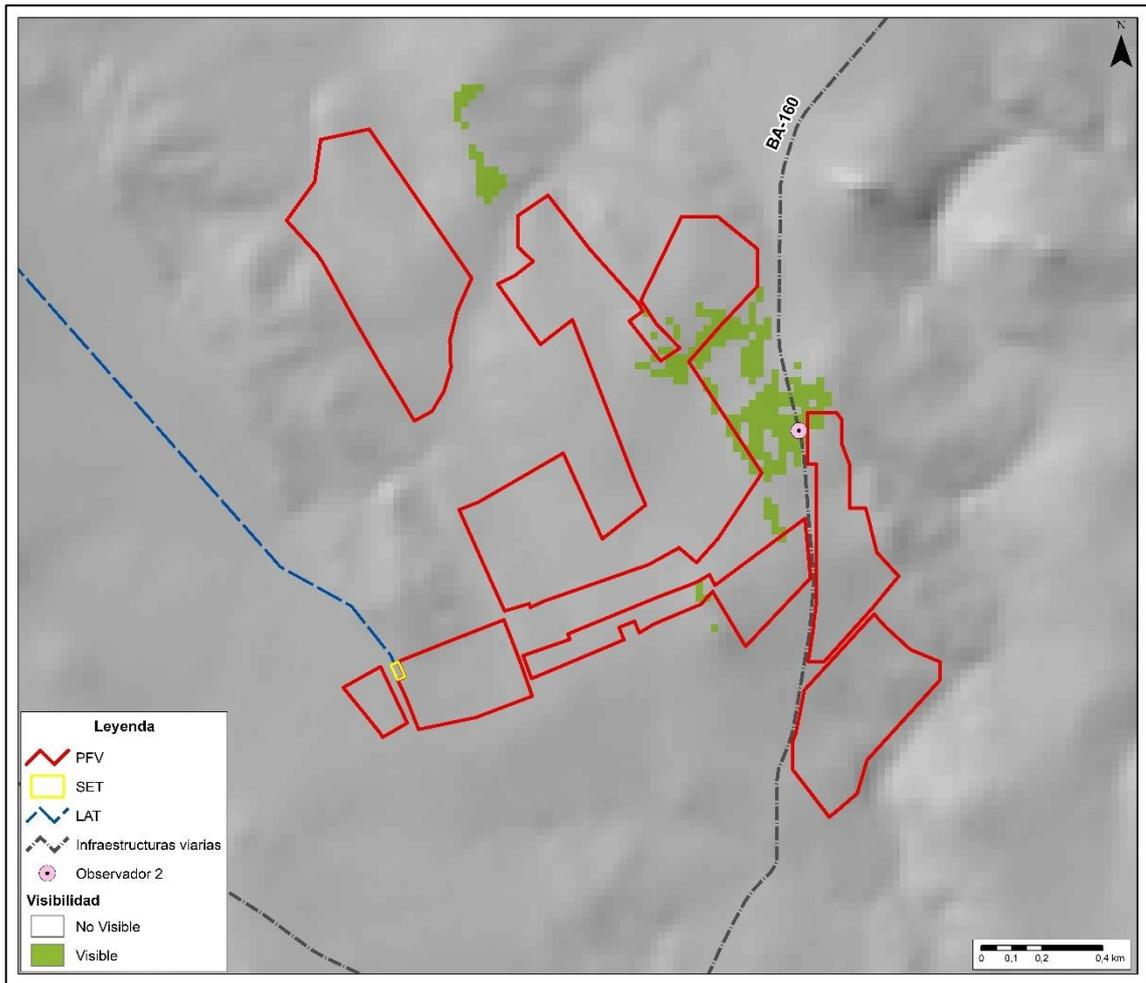 N
BA-160
Leyenda
PFV
SET
LAT
Infraestructuras viarias
Observador 2
Visibilidad
No Visible
Visible
0 0,1 0,2 0,4 km